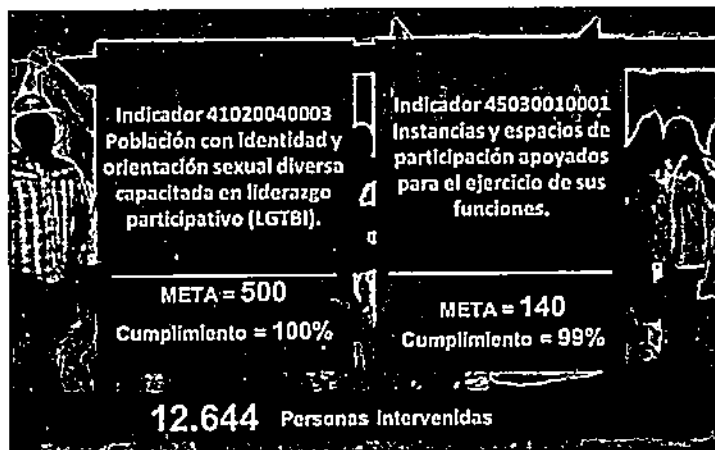 Indicador 41020040003
Población con identidad y
orientación sexual diversa
capacitada en liderazgo
participativo (LGTBI).
META = 500
Cumplimiento = 100%
Indicador 45030010001
Instancias y espacios de
participación apoyados
para el ejercicio de sus
funciones.
META = 140
Cumplimiento = 99%
12.644 Personas intervenidas